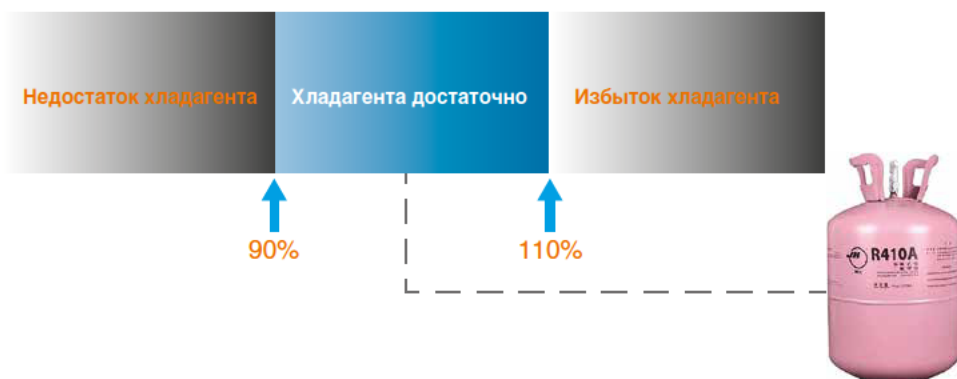 Недостаток хладагента
Хладагента достаточно
Избыток хладагента
90%
110%
R410A